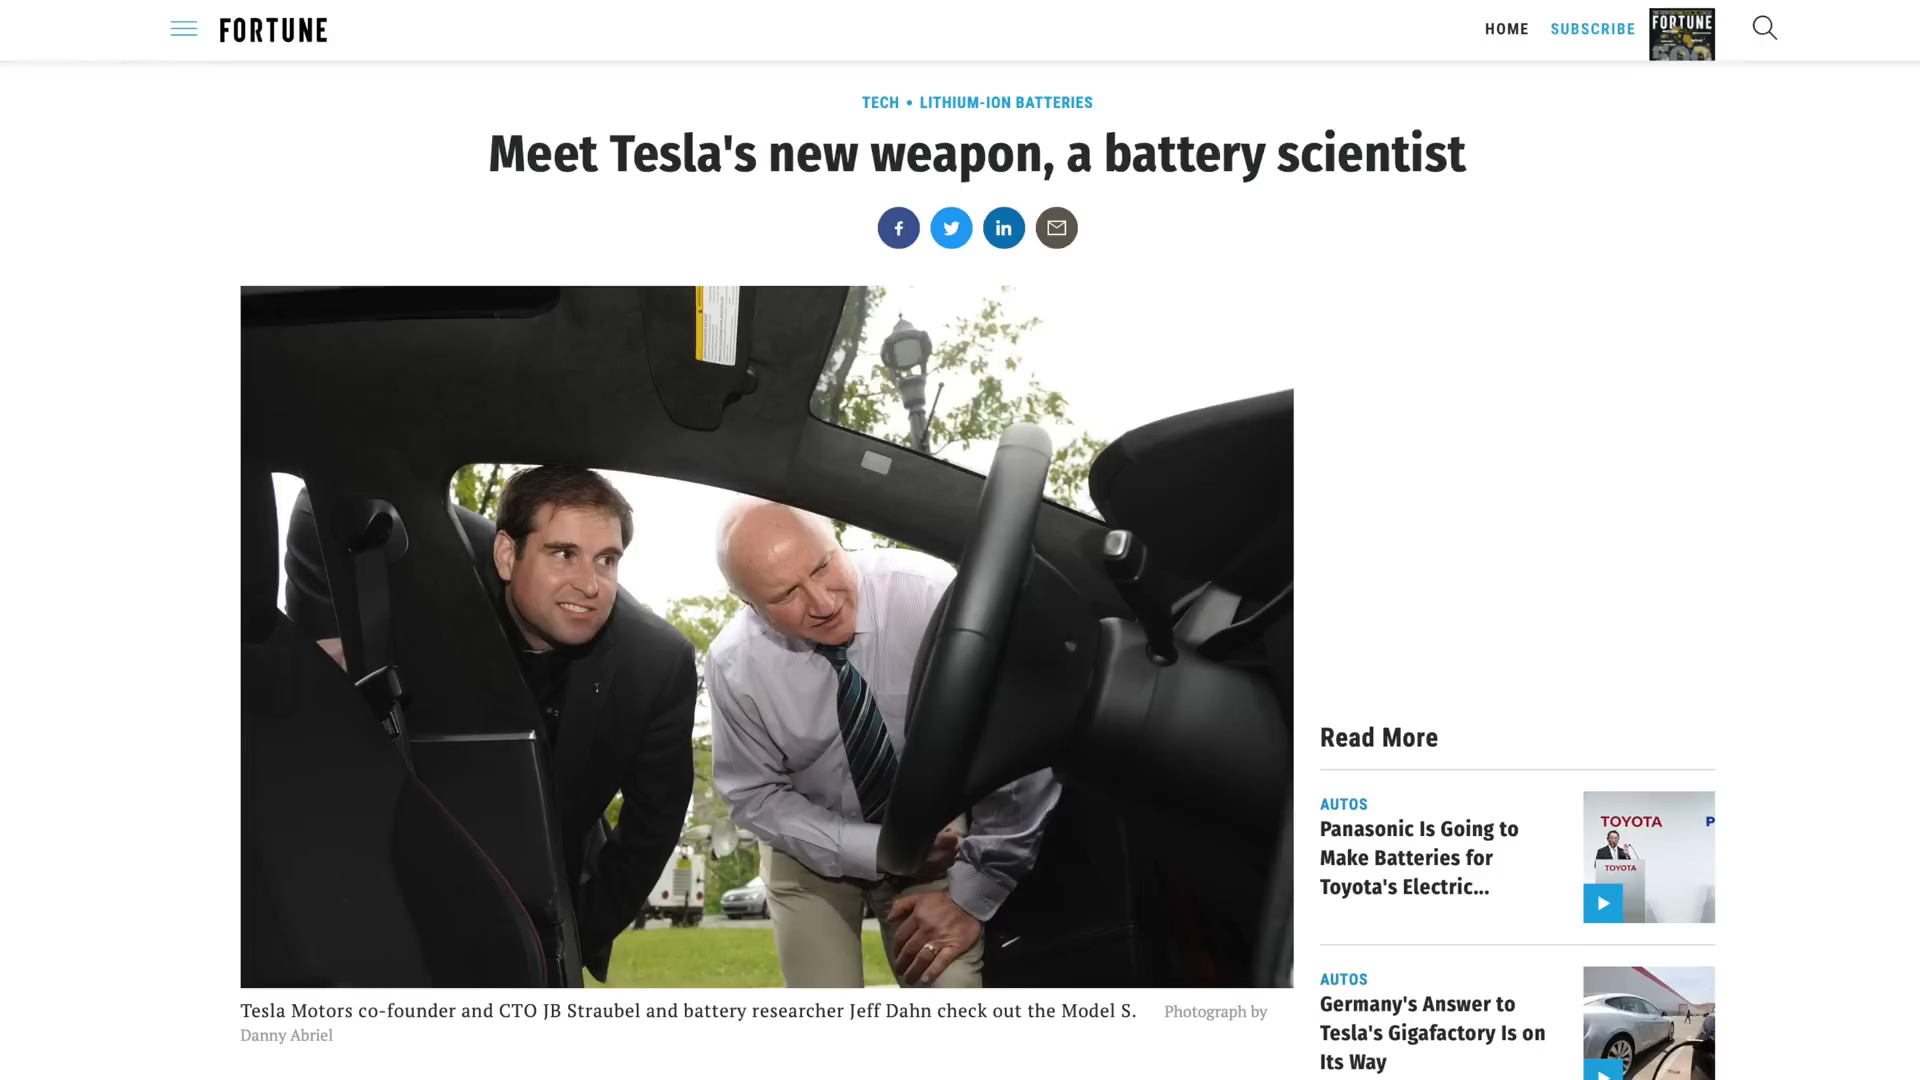 FORTUNE
HOME
SUBSCRIBE
FORTUNE
500
TECH • LITHIUM-ION BATTERIES
Meet Tesla's new weapon, a battery scientist
f
in
Tesla Motors co-founder and CTO JB Straubel and battery researcher Jeff Dahn check out the Model S. Photograph by
Danny Abriel
Read More
AUTOS
Panasonic Is Going to
Make Batteries for
Toyota's Electric...
TOYOTA
P
TOYOTA
AUTOS
Germany's Answer to
Tesla's Gigafactory Is on
Its Way